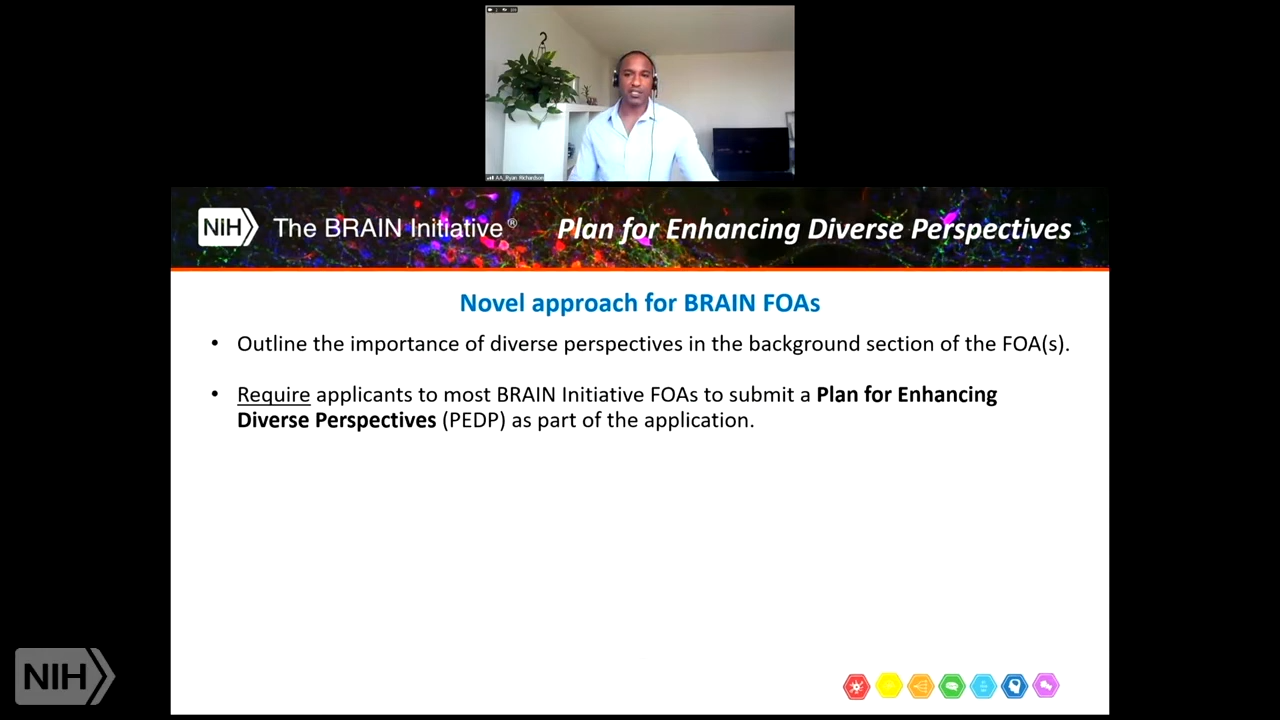 AA_Ryan Richardson
NIH The BRAIN Initiative® Plan for Enhancing Diverse Perspectives
Novel approach for BRAIN FOAs
• Outline the importance of diverse perspectives in the background section of the FOA(s).
• Require applicants to most BRAIN Initiative FOAs to submit a Plan for Enhancing
Diverse Perspectives (PEDP) as part of the application.
NIH